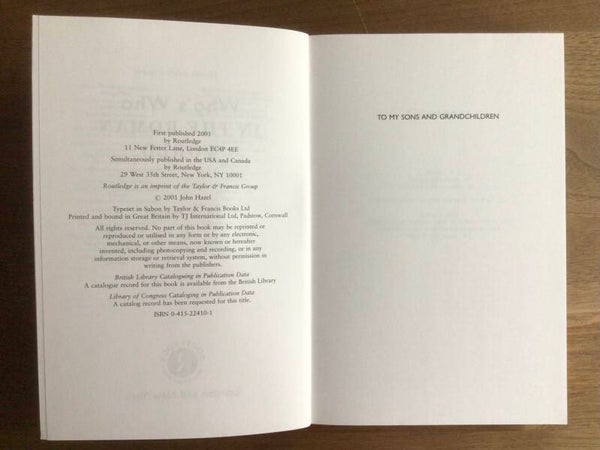 First published 2001
by Routledge
11 New Fetter Lane, London EC4P 4EE
Simultaneously published in the USA and Canada
by Routledge
29 West 35th Street, New York, NY 10001
Routledge is an imprint of the Taylor & Francis Group
© 2001 John Hazel
Typeset in Sabon by Taylor & Francis Books Ltd
Printed and bound in Great Britain by TJ International Ltd, Padstow, Cornwall
All rights reserved. No part of this book may be reprinted or
reproduced or utilised in any form or by any electronic,
mechanical, or other means, now known or hereafter
invented, including photocopying and recording, or in any
information storage or retrieval system, without permission in
writing from the publishers.
British Library Cataloguing in Publication Data
A catalogue record for this book is available from the British Library
Library of Congress Cataloging in Publication Data
A catalog record has been requested for this title.
ISBN 0-415-22410-1
TO MY SONS AND GRANDCHILDREN